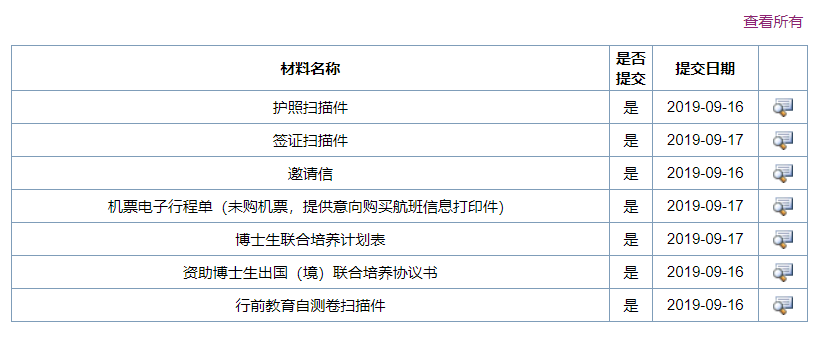 查看所有
材料名称 是否提交 提交日期
护照扫描件 是 2019-09-16
签证扫描件 是 2019-09-17
邀请信 是 2019-09-16
机票电子行程单（未购机票，提供意向购买航班信息打印件） 是 2019-09-17
博士生联合培养计划表 是 2019-09-17
资助博士生出国（境）联合培养协议书 是 2019-09-16
行前教育自测卷扫描件 是 2019-09-16